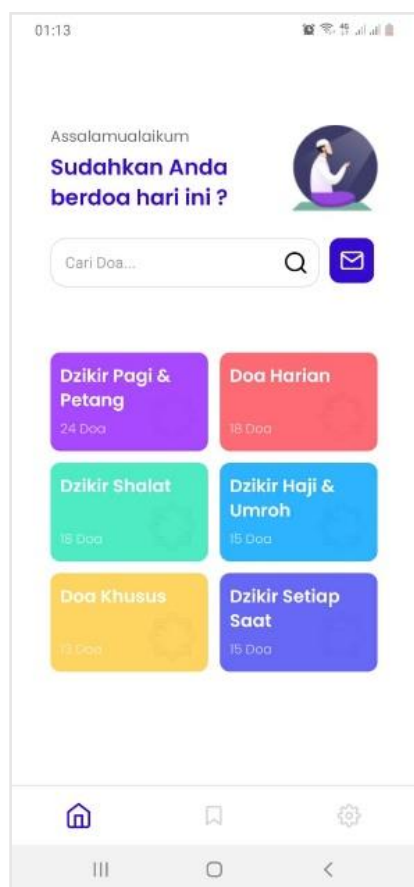 01:13
Assalamualaikum
Sudahkan Anda
berdoa hari ini ?
Cari Doa...
Dzikir Pagi &
Petang
24 Doa
Doa Harian
18 Doa
Dzikir Shalat
18 Doa
Dzikir Haji &
Umroh
15 Doa
Doa Khusus
13 Doa
Dzikir Setiap
Saat
15 Doa